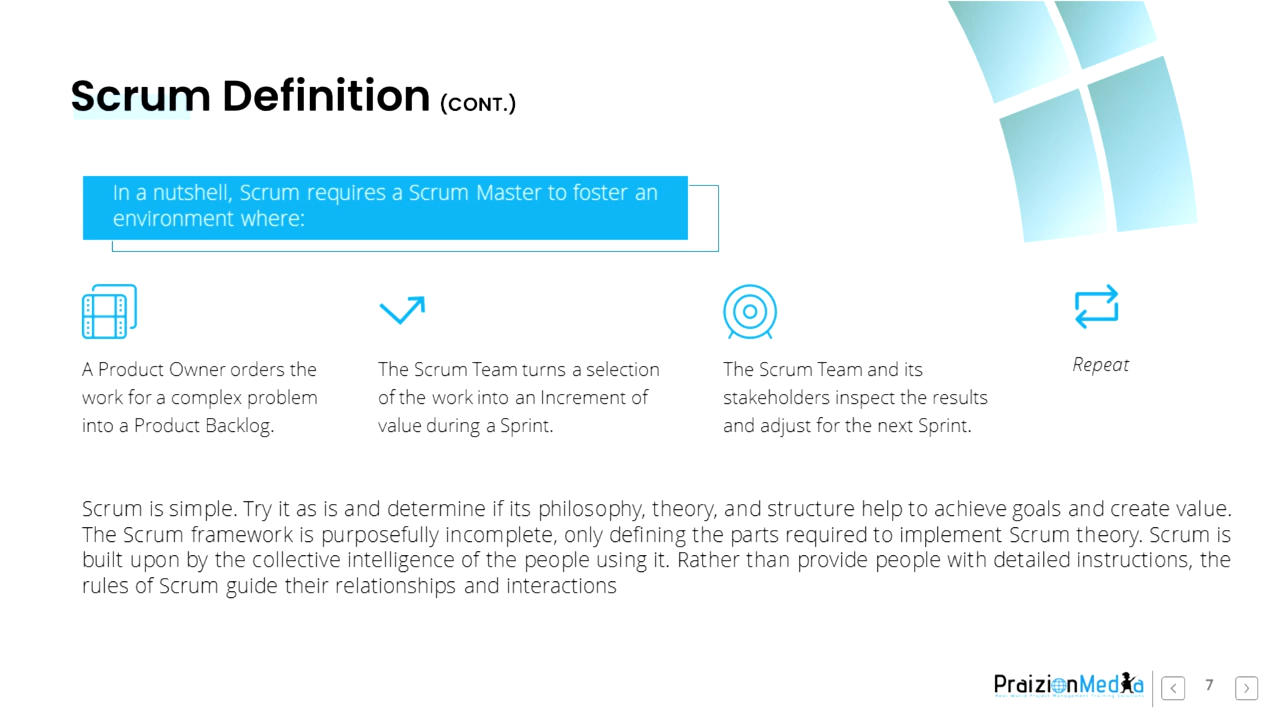 Scrum Definition (CONT.)
In a nutshell, Scrum requires a Scrum Master to foster an
environment where:
A Product Owner orders the
work for a complex problem
into a Product Backlog.
The Scrum Team turns a selection
of the work into an Increment of
value during a Sprint.
The Scrum Team and its
stakeholders inspect the results
and adjust for the next Sprint.
Repeat
Scrum is simple. Try it as is and determine if its philosophy, theory, and structure help to achieve goals and create value.
The Scrum framework is purposefully incomplete, only defining the parts required to implement Scrum theory. Scrum is
built upon by the collective intelligence of the people using it. Rather than provide people with detailed instructions, the
rules of Scrum guide their relationships and interactions
PraizionMedia
7